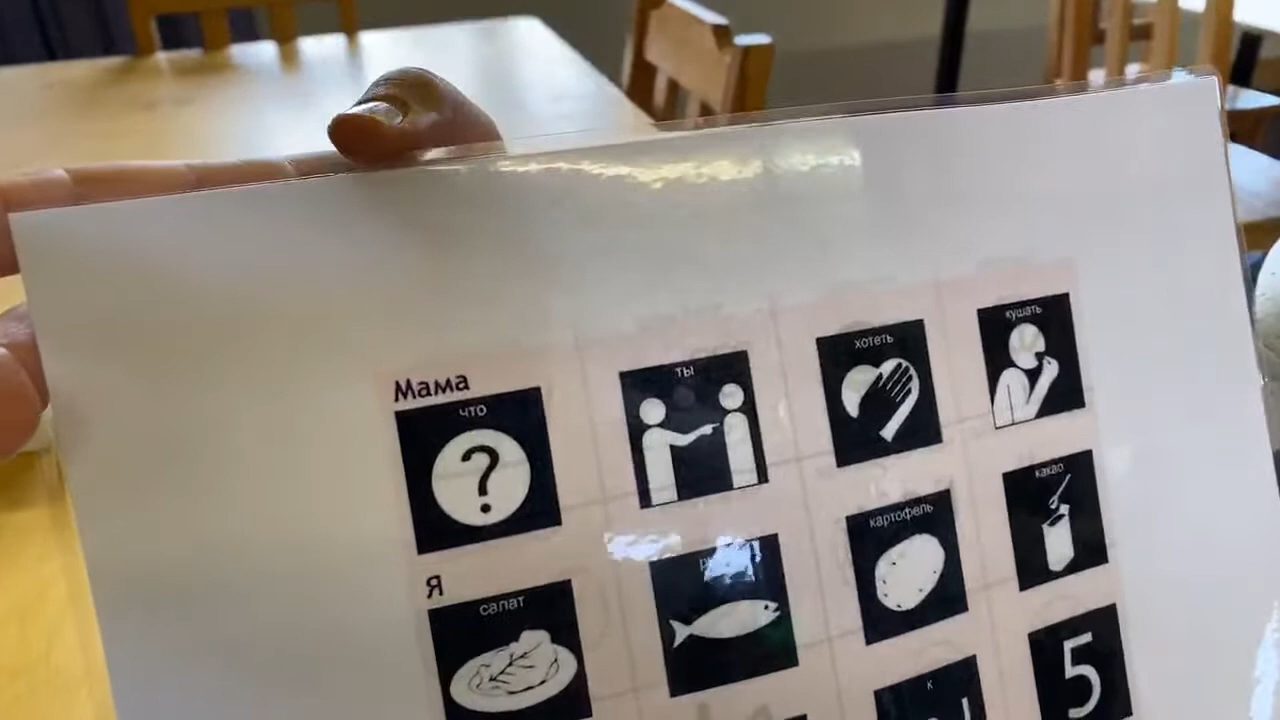 Мама
что
ты
хотеть
кушать
Я
салат
картофель
какао
к
5